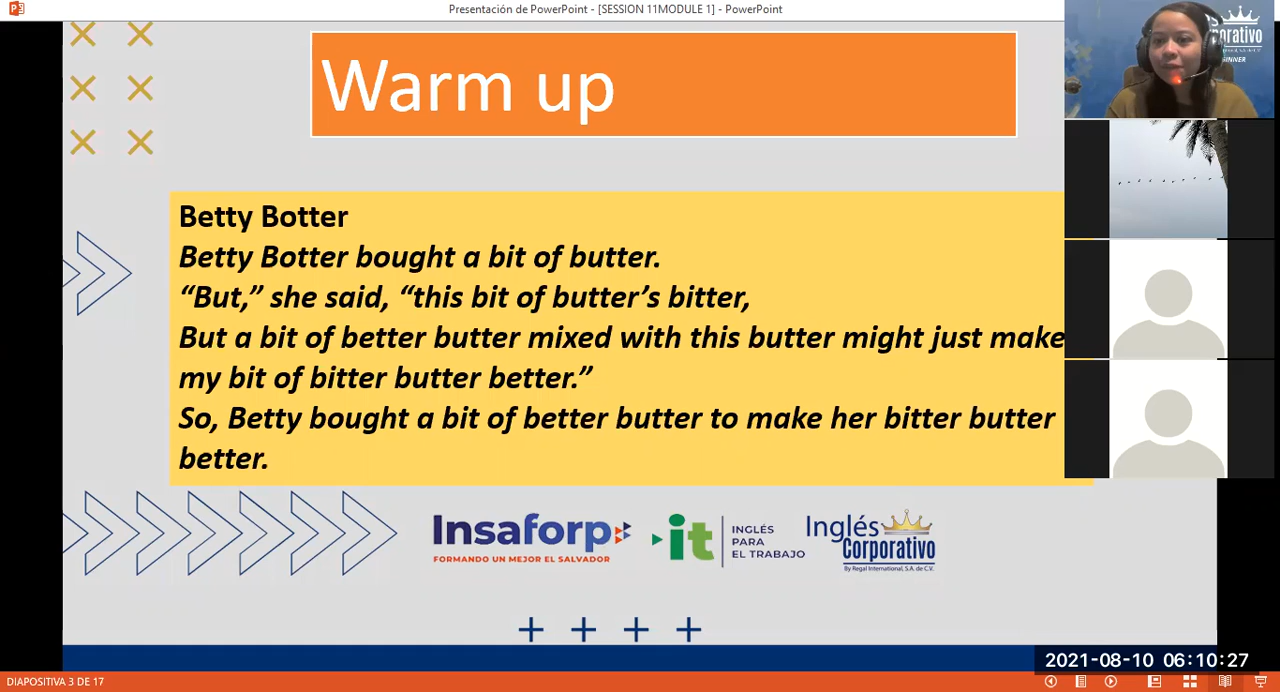 Presentación de PowerPoint - [SESSION 11MODULE 1] - PowerPoint
Warm up
Betty Botter
Betty Botter bought a bit of butter.
“But,” she said, “this bit of butter’s bitter,
But a bit of better butter mixed with this butter might just make
my bit of bitter butter better.”
So, Betty bought a bit of better butter to make her bitter butter
better.
Insaforp
FORMANDO UN MEJOR EL SALVADOR
it
INGLÉS
PARA
EL TRABAJO
Inglés
Corporativo
By Regal International, S.A. de C.V.
2021-08-10 06:10:27
DIAPOSITIVA 3 DE 17